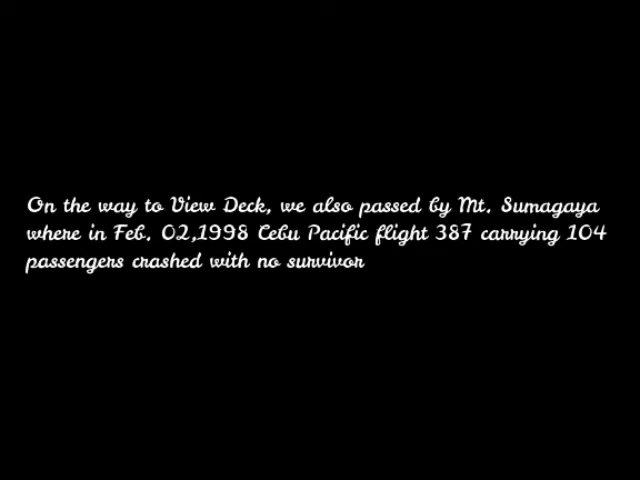 On the way to View Deck, we also passed by Mt. Sumagaya
where in Feb. 02,1998 Cebu Pacific flight 387 carrying 104
passengers crashed with no survivor